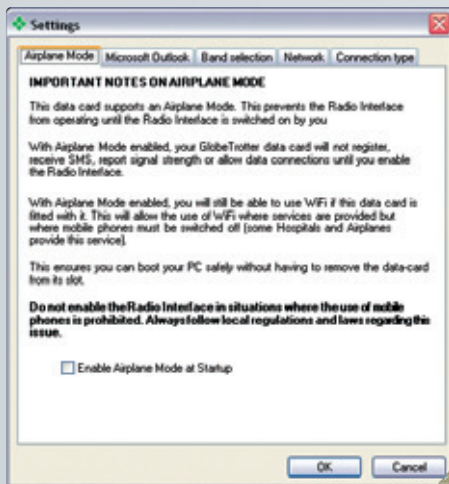 Settings
Airplane Mode Microsoft Outlook Band selection Network Connection type
IMPORTANT NOTES ON AIRPLANE MODE
This data card supports an Airplane Mode. This prevents the Radio Interface
from operating until the Radio Interface is switched on by you
With Airplane Mode enabled, your GlobeTrotter data card will not register,
receive SMS, report signal strength or allow data connections until you enable
the Radio Interface.
With Airplane Mode enabled, you will still be able to use WiFi if this data card is
fitted with it. This will allow the use of WiFi where services are provided but
where mobile phones must be switched off (some Hospitals and Airplanes
provide this service).
This ensures you can boot your PC safely without having to remove the data-card
from its slot.
Do not enable the Radio Interface in situations where the use of mobile
phones is prohibited. Always follow local regulations and laws regarding this
issue.
Enable Airplane Mode at Startup
OK Cancel